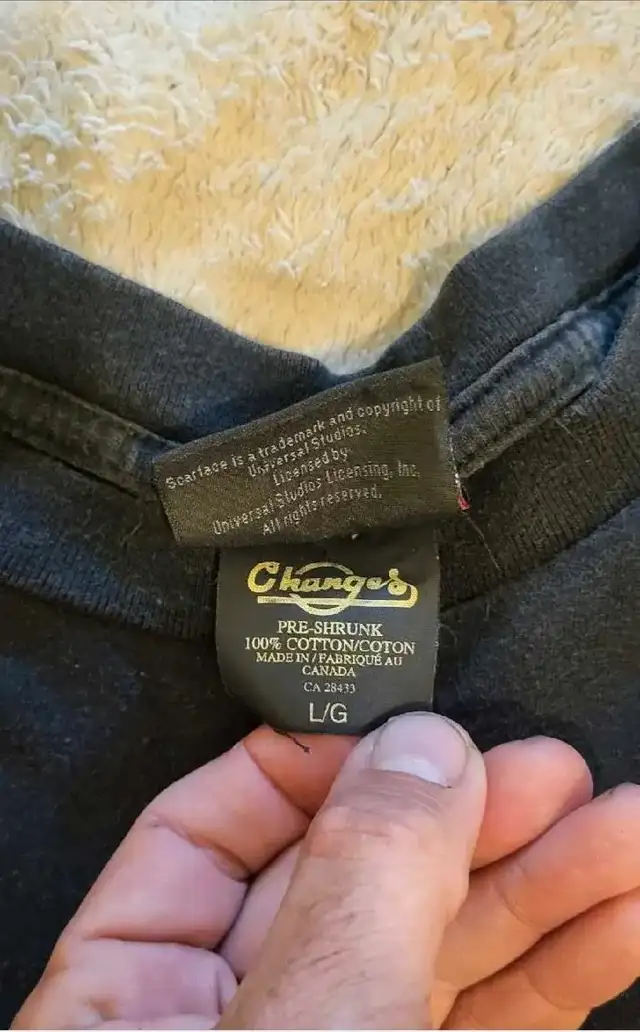 Scarface is a trademark and copyright of
Universal Studios.
Licensed by
Universal Studios Licensing, Inc.
All rights reserved.
Changes
PRE-SHRUNK
100% COTTON/COTON
MADE IN/FABRIQUÉ AU
CANADA
CA 28433
L/G